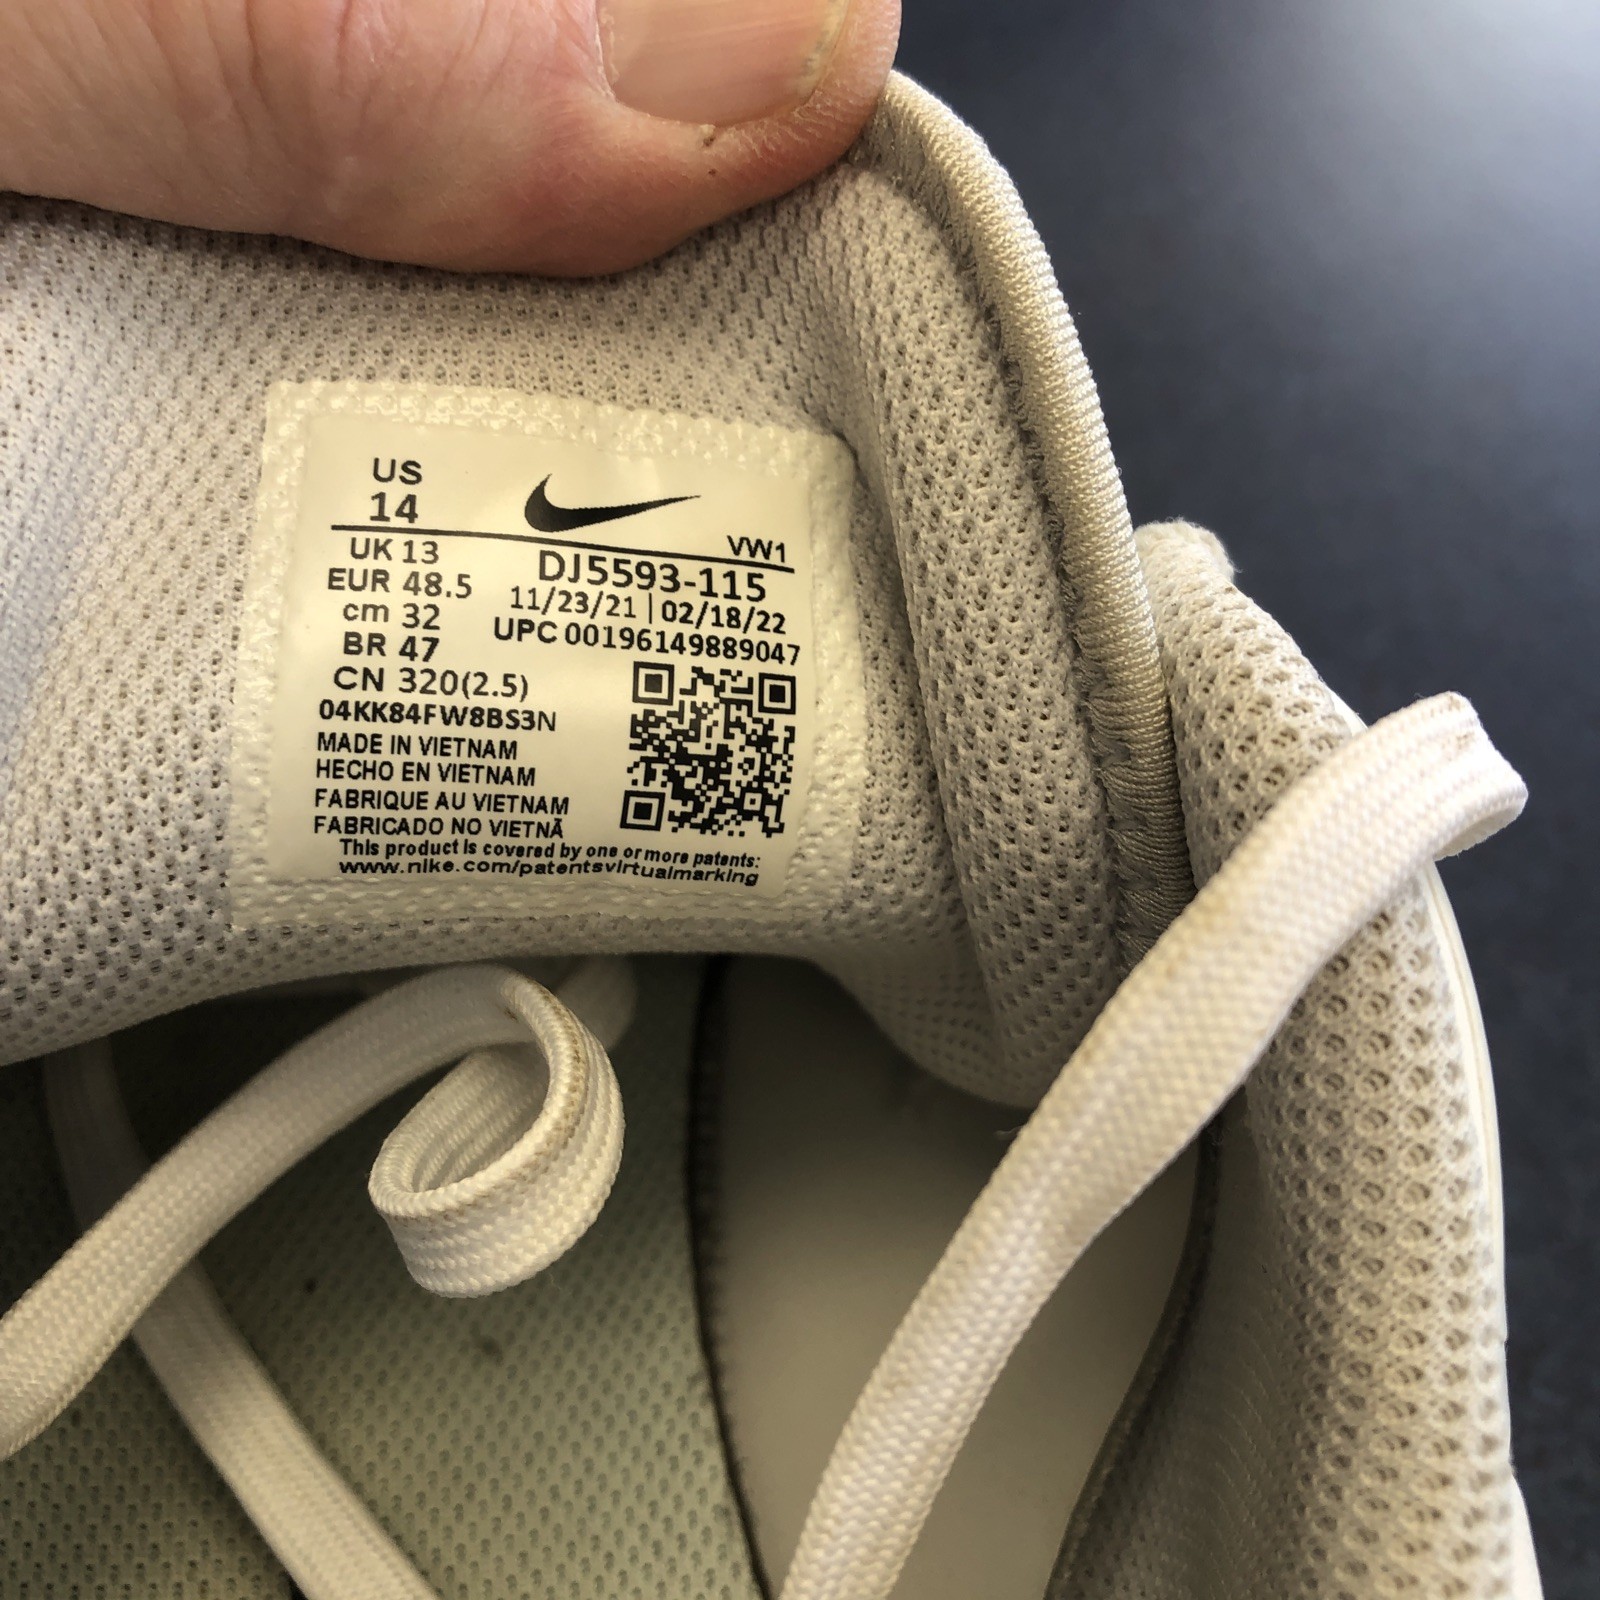 US
14
UK 13
EUR 48.5
cm 32
BR 47
CN 320(2.5)
04KK84FW8BS3N
MADE IN VIETNAM
HECHO EN VIETNAM
FABRIQUE AU VIETNAM
FABRICADO NO VIETNÃ
VW1
DJ5593-115
11/23/21 | 02/18/22
UPC 00196149889047
This product is covered by one or more patents:
www.nike.com/patentsvirtualmarking